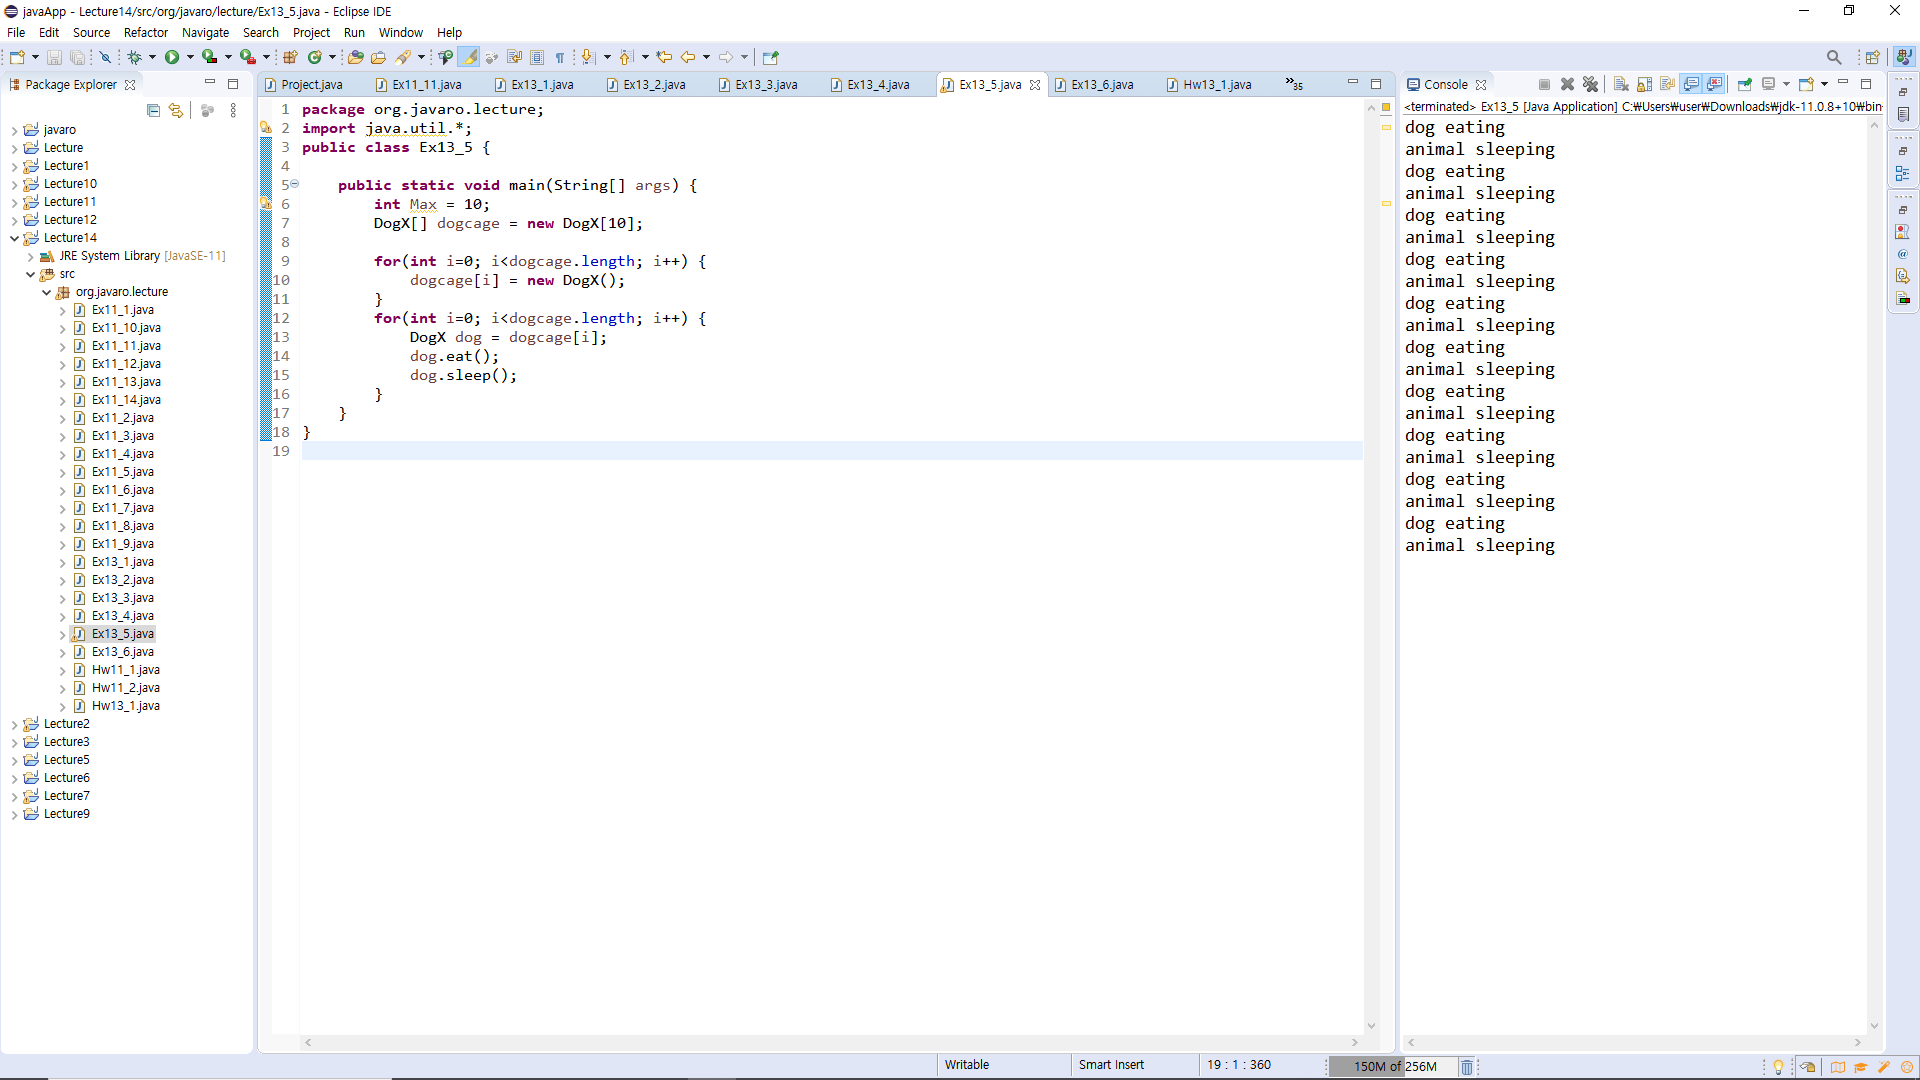 javaApp - Lecture14/src/org/javaro/lecture/Ex13_5.java - Eclipse IDE
File Edit Source Refactor Navigate Search Project Run Window Help
Package Explorer
javaro
Lecture
Lecture1
Lecture10
Lecture11
Lecture12
Lecture14
JRE System Library [JavaSE-11]
src
org.javaro.lecture
Ex11_1.java
Ex11_10.java
Ex11_11.java
Ex11_12.java
Ex11_13.java
Ex11_14.java
Ex11_2.java
Ex11_3.java
Ex11_4.java
Ex11_5.java
Ex11_6.java
Ex11_7.java
Ex11_8.java
Ex11_9.java
Ex13_1.java
Ex13_2.java
Ex13_3.java
Ex13_4.java
Ex13_5.java
Ex13_6.java
Hw11_1.java
Hw11_2.java
Hw13_1.java
Lecture2
Lecture3
Lecture5
Lecture6
Lecture7
Lecture9
Project.java Ex11_11.java Ex13_1.java Ex13_2.java Ex13_3.java Ex13_4.java Ex13_5.java Ex13_6.java Hw13_1.java »35
1 package org.javaro.lecture;
2 import java.util.*;
3 public class Ex13_5 {
4
5 public static void main(String[] args) {
6 int Max = 10;
7 DogX[] dogcage = new DogX[10];
8
9 for(int i=0; i<dogcage.length; i++) {
10 dogcage[i] = new DogX();
11 }
12 for(int i=0; i<dogcage.length; i++) {
13 DogX dog = dogcage[i];
14 dog.eat();
15 dog.sleep();
16 }
17 }
18 }
19
Console
<terminated> Ex13_5 [Java Application] C:₩Users₩user₩Downloads₩jdk-11.0.8+10₩bin
dog eating
animal sleeping
dog eating
animal sleeping
dog eating
animal sleeping
dog eating
animal sleeping
dog eating
animal sleeping
dog eating
animal sleeping
dog eating
animal sleeping
dog eating
animal sleeping
dog eating
animal sleeping
dog eating
animal sleeping
Writable Smart Insert 19 : 1 : 360 150M of 256M